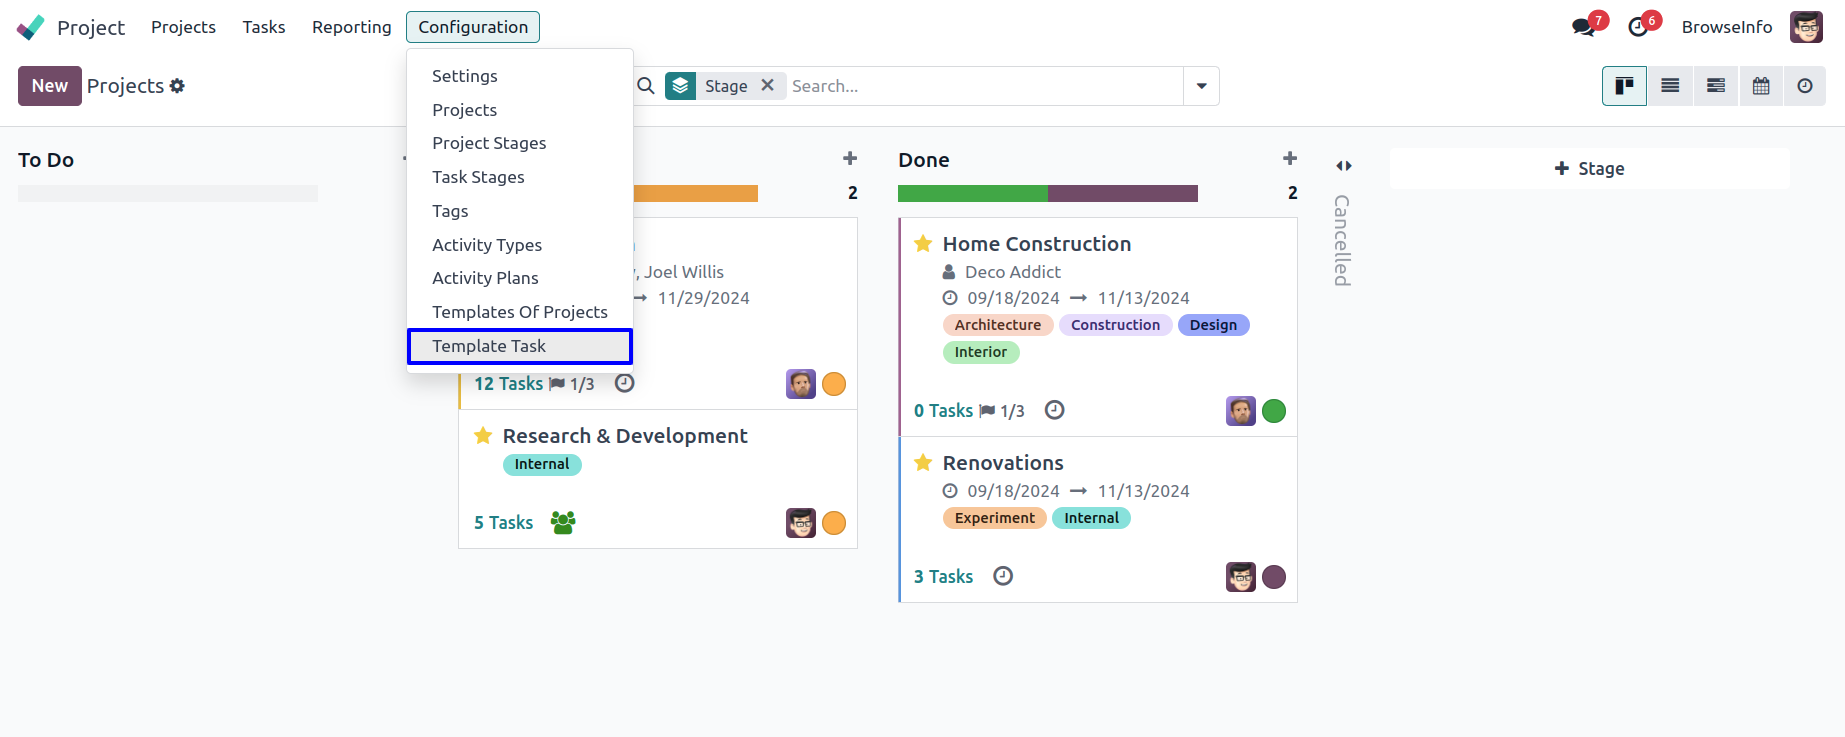 Project Projects Tasks Reporting Configuration 7 6 BrowseInfo
New Projects Stage Search...
Settings
Projects
Project Stages
Task Stages
Tags
Activity Types
Activity Plans
Templates Of Projects
Template Task
To Do
2
, Joel Willis
11/29/2024
12 Tasks 1/3
Research & Development
Internal
5 Tasks
Done
2
Home Construction
Deco Addict
09/18/2024 → 11/13/2024
Architecture Construction Design
Interior
0 Tasks 1/3
Renovations
09/18/2024 → 11/13/2024
Experiment Internal
3 Tasks
Cancelled
Stage